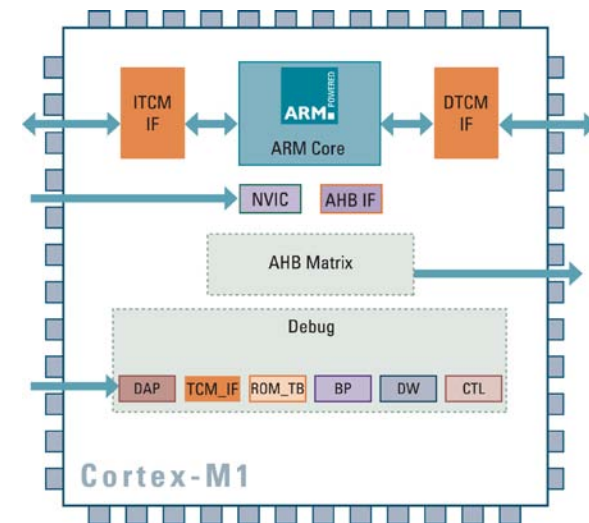 ITCM
IF
ARM
POWERED
ARM Core
DTCM
IF
NVIC
AHB IF
AHB Matrix
Debug
DAP
TCM_IF
ROM_TB
BP
DW
CTL
Cortex-M1